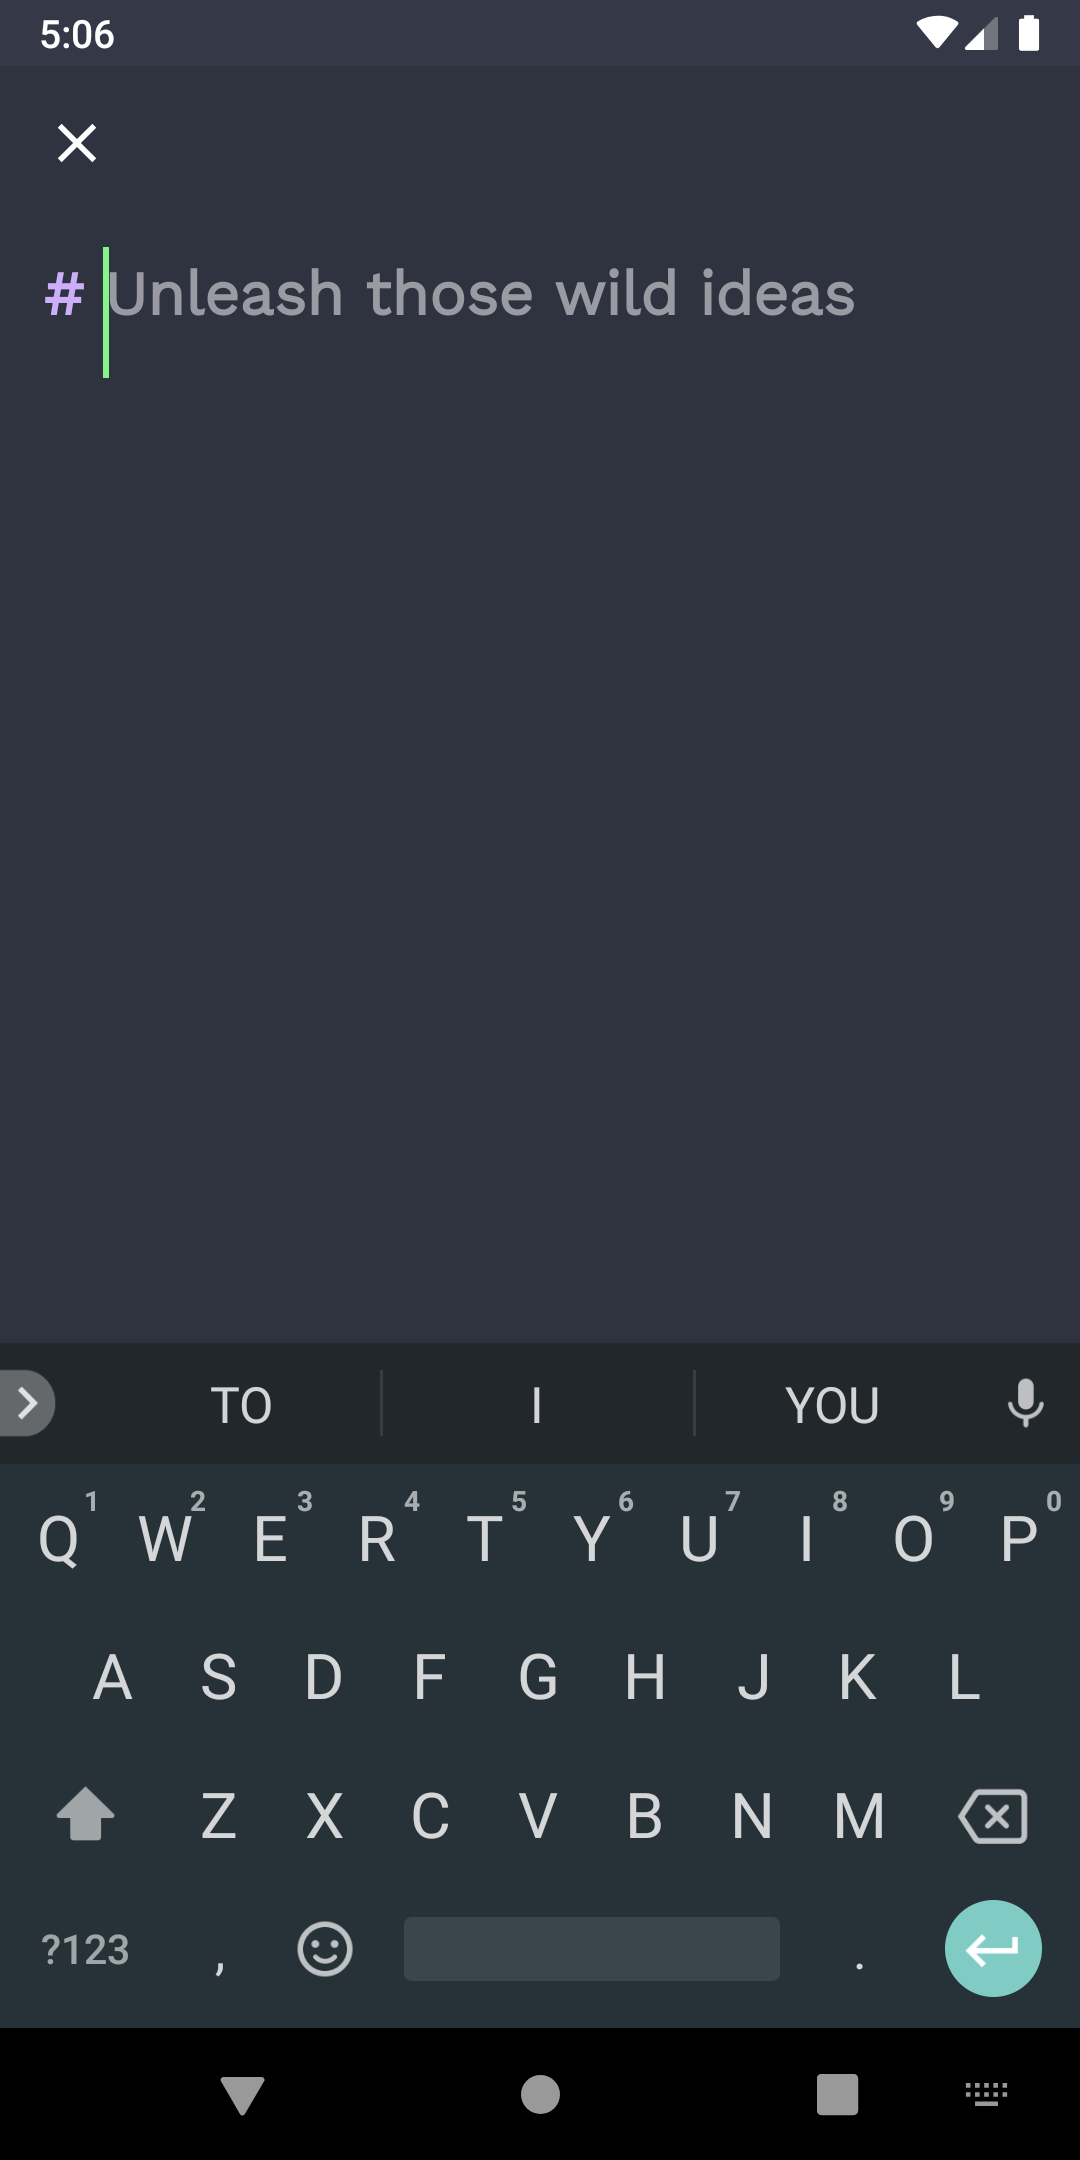 5:06
# Unleash those wild ideas
TO I YOU
Q 1 W 2 E 3 R 4 T 5 Y 6 U 7 I 8 O 9 P 0
A S D F G H J K L
Z X C V B N M
?123 , .